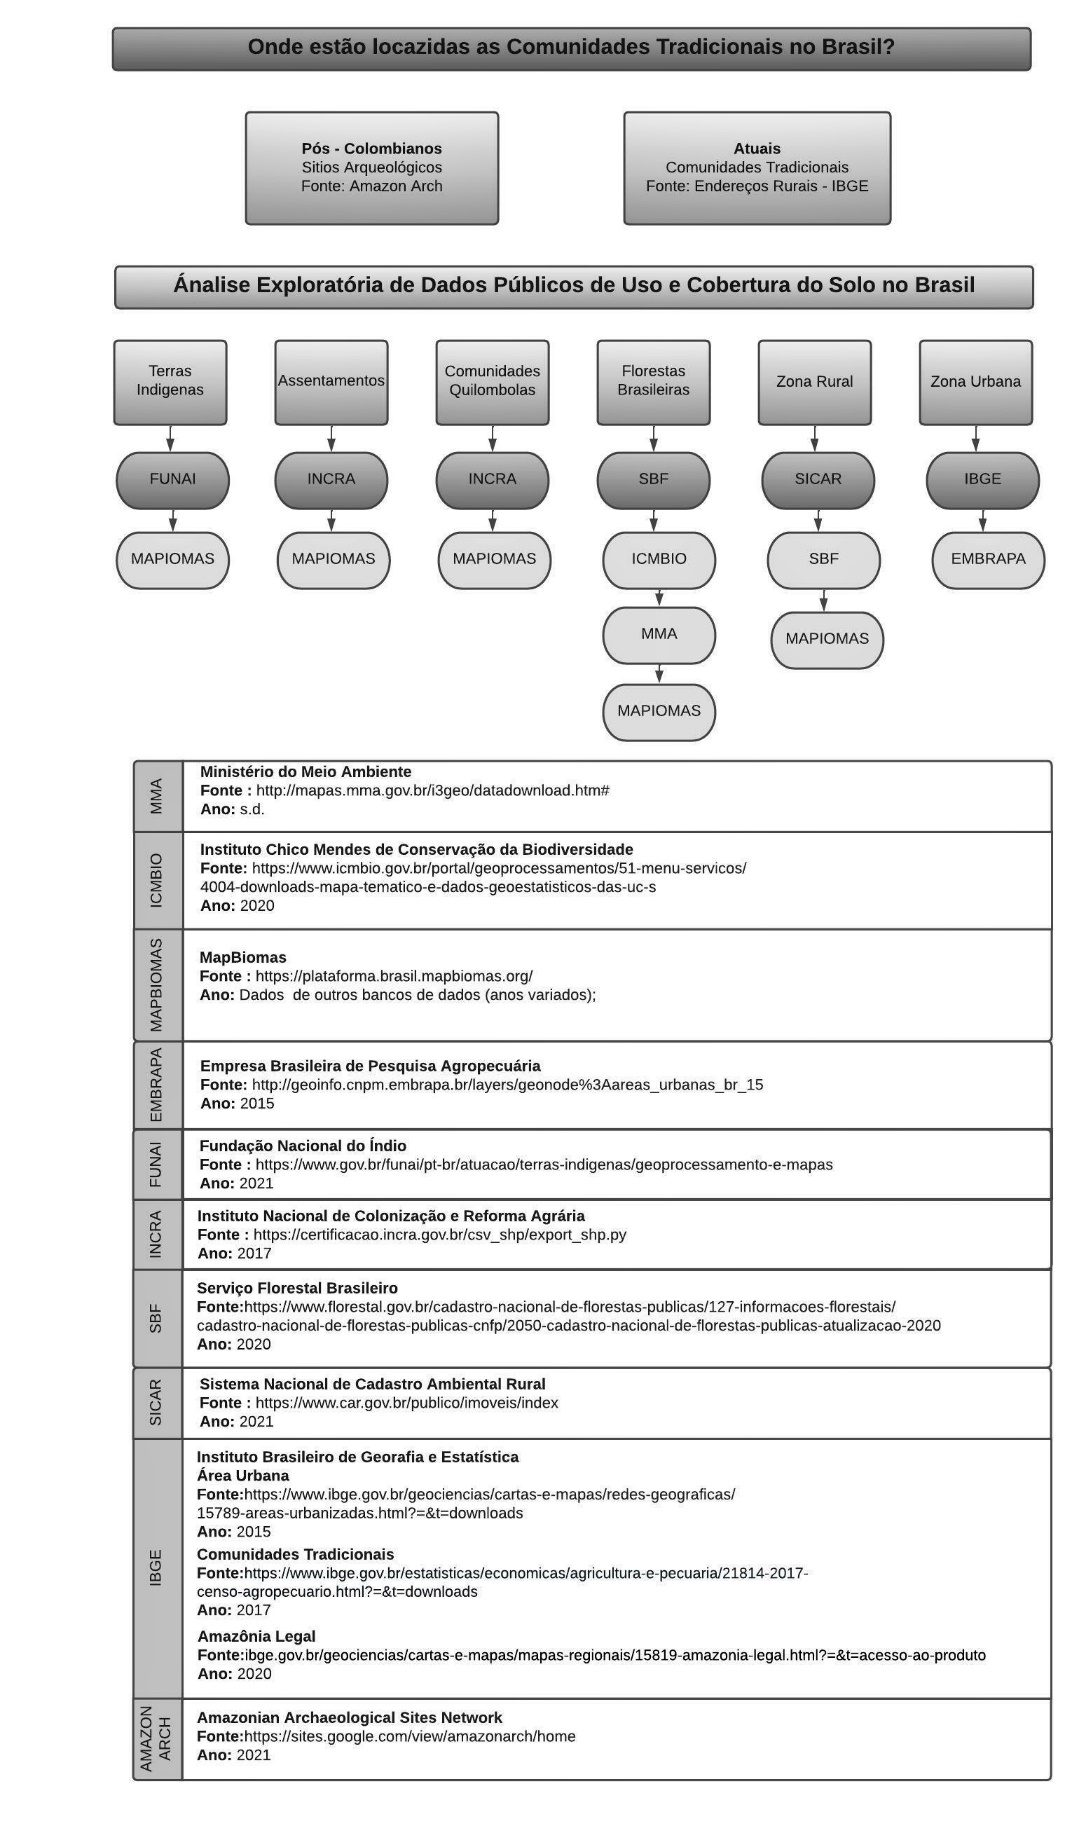 Onde estão locazidas as Comunidades Tradicionais no Brasil?
Pós - Colombianos
Sitios Arqueológicos
Fonte: Amazon Arch
Atuais
Comunidades Tradicionais
Fonte: Endereços Rurais - IBGE
Ánalise Exploratória de Dados Públicos de Uso e Cobertura do Solo no Brasil
Terras
Indigenas
FUNAI
MAPIOMAS
Assentamentos
INCRA
MAPIOMAS
Comunidades
Quilombolas
INCRA
MAPIOMAS
Florestas
Brasileiras
SBF
ICMBIO
MMA
MAPIOMAS
Zona Rural
SICAR
SBF
MAPIOMAS
Zona Urbana
IBGE
EMBRAPA
MMA
Ministério do Meio Ambiente
Fonte : http://mapas.mma.gov.br/i3geo/datadownload.htm#
Ano: s.d.
ICMBIO
Instituto Chico Mendes de Conservação da Biodiversidade
Fonte: https://www.icmbio.gov.br/portal/geoprocessamentos/51-menu-servicos/
4004-downloads-mapa-tematico-e-dados-geoestatisticos-das-uc-s
Ano: 2020
MAPBIOMAS
MapBiomas
Fonte : https://plataforma.brasil.mapbiomas.org/
Ano: Dados  de outros bancos de dados (anos variados);
EMBRAPA
Empresa Brasileira de Pesquisa Agropecuária
Fonte: http://geoinfo.cnpm.embrapa.br/layers/geonode%3Aareas_urbanas_br_15
Ano: 2015
FUNAI
Fundação Nacional do Índio
Fonte : https://www.gov.br/funai/pt-br/atuacao/terras-indigenas/geoprocessamento-e-mapas
Ano: 2021
INCRA
Instituto Nacional de Colonização e Reforma Agrária
Fonte : https://certificacao.incra.gov.br/csv_shp/export_shp.py
Ano: 2017
SBF
Serviço Florestal Brasileiro
Fonte:https://www.florestal.gov.br/cadastro-nacional-de-florestas-publicas/127-informacoes-florestais/
cadastro-nacional-de-florestas-publicas-cnfp/2050-cadastro-nacional-de-florestas-publicas-atualizacao-2020
Ano: 2020
SICAR
Sistema Nacional de Cadastro Ambiental Rural
Fonte : https://www.car.gov.br/publico/imoveis/index
Ano: 2021
IBGE
Instituto Brasileiro de Georafia e Estatística
Área Urbana
Fonte:https://www.ibge.gov.br/geociencias/cartas-e-mapas/redes-geograficas/
15789-areas-urbanizadas.html?=&t=downloads
Ano: 2015
Comunidades Tradicionais
Fonte:https://www.ibge.gov.br/estatisticas/economicas/agricultura-e-pecuaria/21814-2017-
censo-agropecuario.html?=&t=downloads
Ano: 2017
Amazônia Legal
Fonte:ibge.gov.br/geociencias/cartas-e-mapas/mapas-regionais/15819-amazonia-legal.html?=&t=acesso-ao-produto
Ano: 2020
AMAZON
ARCH
Amazonian Archaeological Sites Network
Fonte:https://sites.google.com/view/amazonarch/home
Ano: 2021